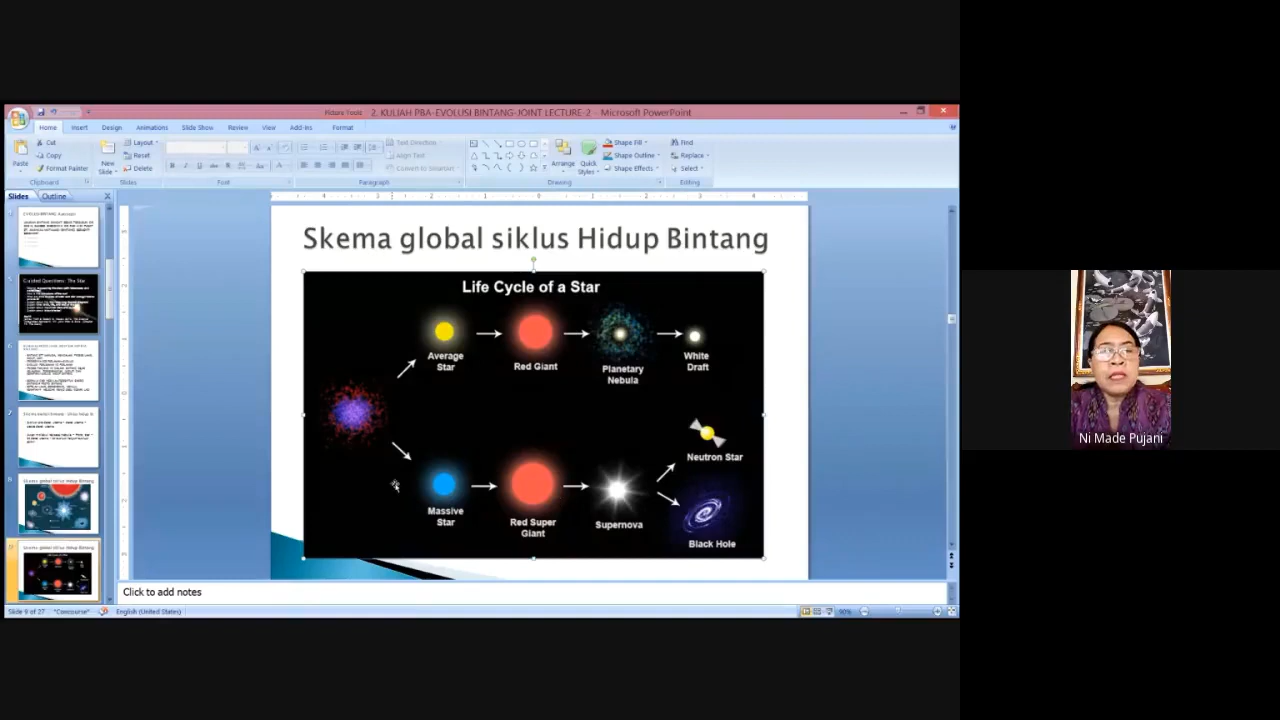 Picture Tools
2. KULIAH PBA-EVOLUSI BINTANG-JOINT LECTURE-2 - Microsoft PowerPoint
Home Insert Design Animations Slide Show Review View Add-Ins Format
Paste
Cut
Copy
Format Painter
Clipboard
New Slide
Layout
Reset
Delete
Slides
Font
Text Direction
Align Text
Convert to SmartArt
Paragraph
Arrange
Quick Styles
Shape Fill
Shape Outline
Shape Effects
Drawing
Find
Replace
Select
Editing
Slides Outline
Skema global siklus Hidup Bintang
Life Cycle of a Star
Average
Star
Red Giant
Planetary
Nebula
White
Draft
Neutron Star
Massive
Star
Red Super
Giant
Supernova
Black Hole
Click to add notes
Slide 9 of 27 "Concourse" English (United States)
90%
Ni Made Pujani